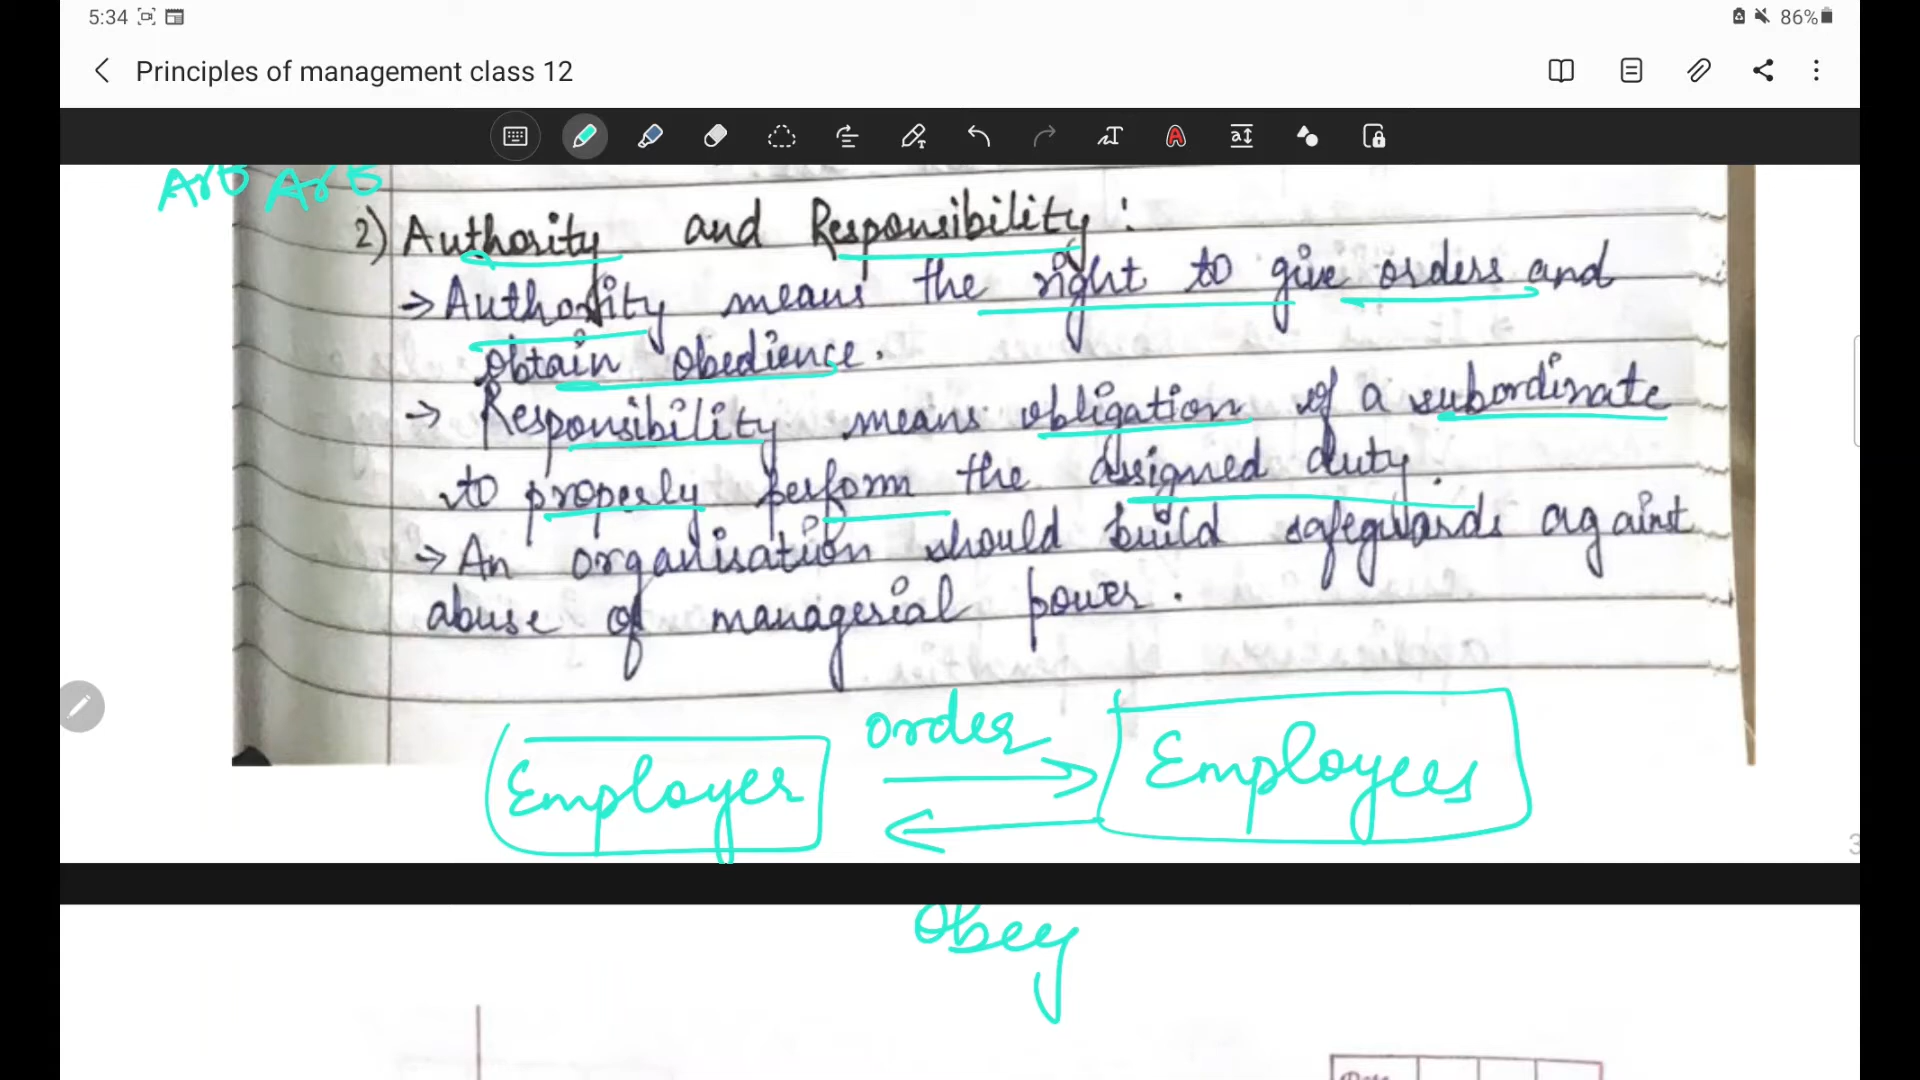 5:34
86%
Principles of management class 12
2) Authority and Responsibility :
→ Authority means the right to give orders and
obtain obedience.
→ Responsibility means obligation of a subordinate
to properly perform the assigned duty.
→ An organisation should build safeguards against
abuse of managerial power.
order
Employer
Employees
Obey